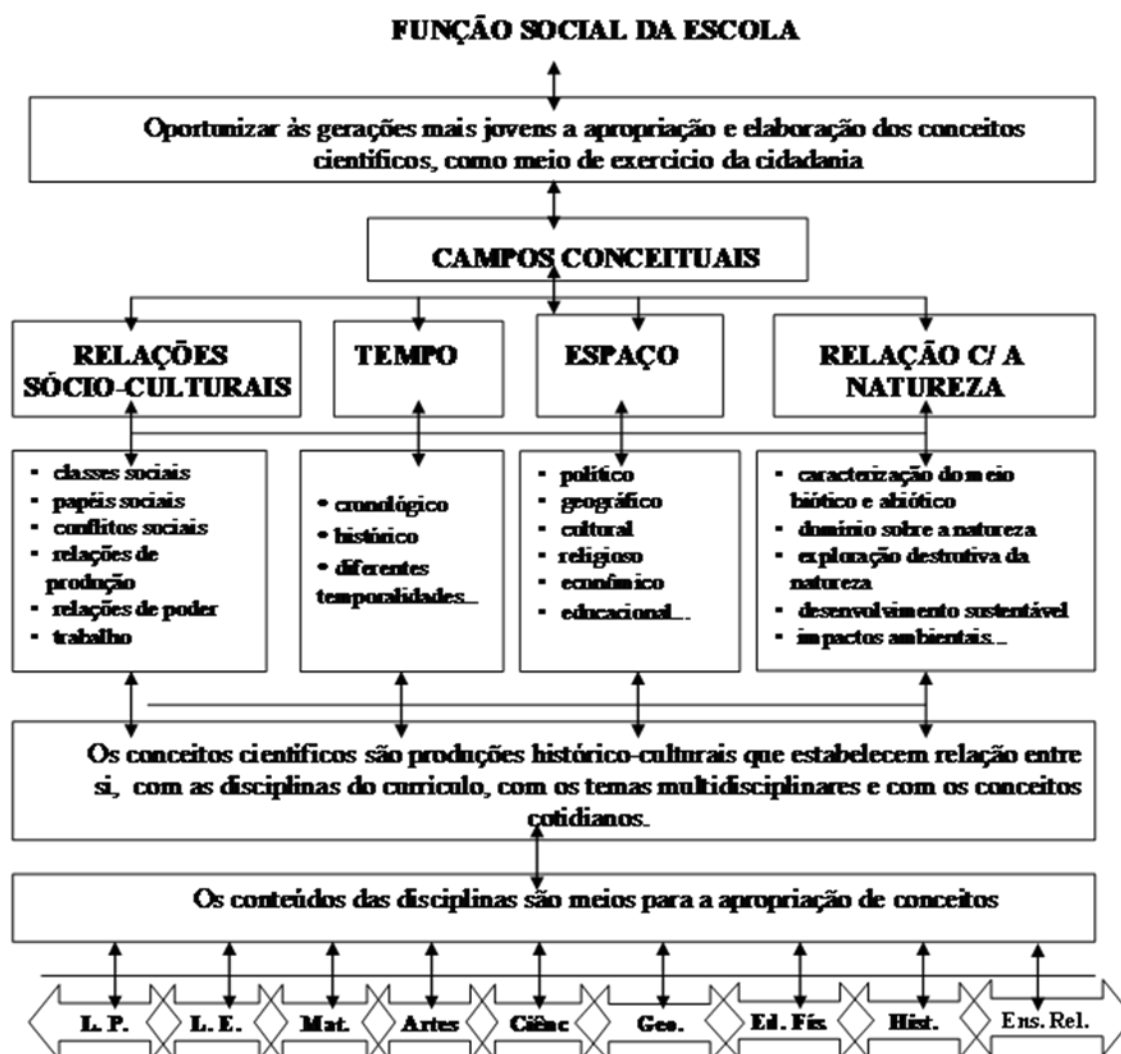 FUNÇÃO SOCIAL DA ESCOLA
Oportunizar às gerações mais jovens a apropriação e elaboração dos conceitos
científicos, como meio de exercício da cidadania
CAMPOS CONCEITUAIS
RELAÇÕES
SÓCIO-CULTURAIS
TEMPO
ESPAÇO
RELAÇÃO C/ A
NATUREZA
▪ classes sociais
▪ papéis sociais
▪ conflitos sociais
▪ relações de
produção
▪ relações de poder
▪ trabalho
• cronológico
• histórico
• diferentes
temporalidades...
▪ político
▪ geográfico
▪ cultural
▪ religioso
▪ econômico
▪ educacional...
▪ caracterização do meio
biótico e abiótico
▪ domínio sobre a natureza
▪ exploração destrutiva da
natureza
▪ desenvolvimento sustentável
▪ impactos ambientais...
Os conceitos científicos são produções histórico-culturais que estabelecem relação entre
si, com as disciplinas do currículo, com os temas multidisciplinares e com os conceitos
cotidianos.
Os conteúdos das disciplinas são meios para a apropriação de conceitos
L. P.
L. E.
Mat.
Artes
Ciênc
Geo.
Ed. Fís.
Hist.
Ens. Rel.